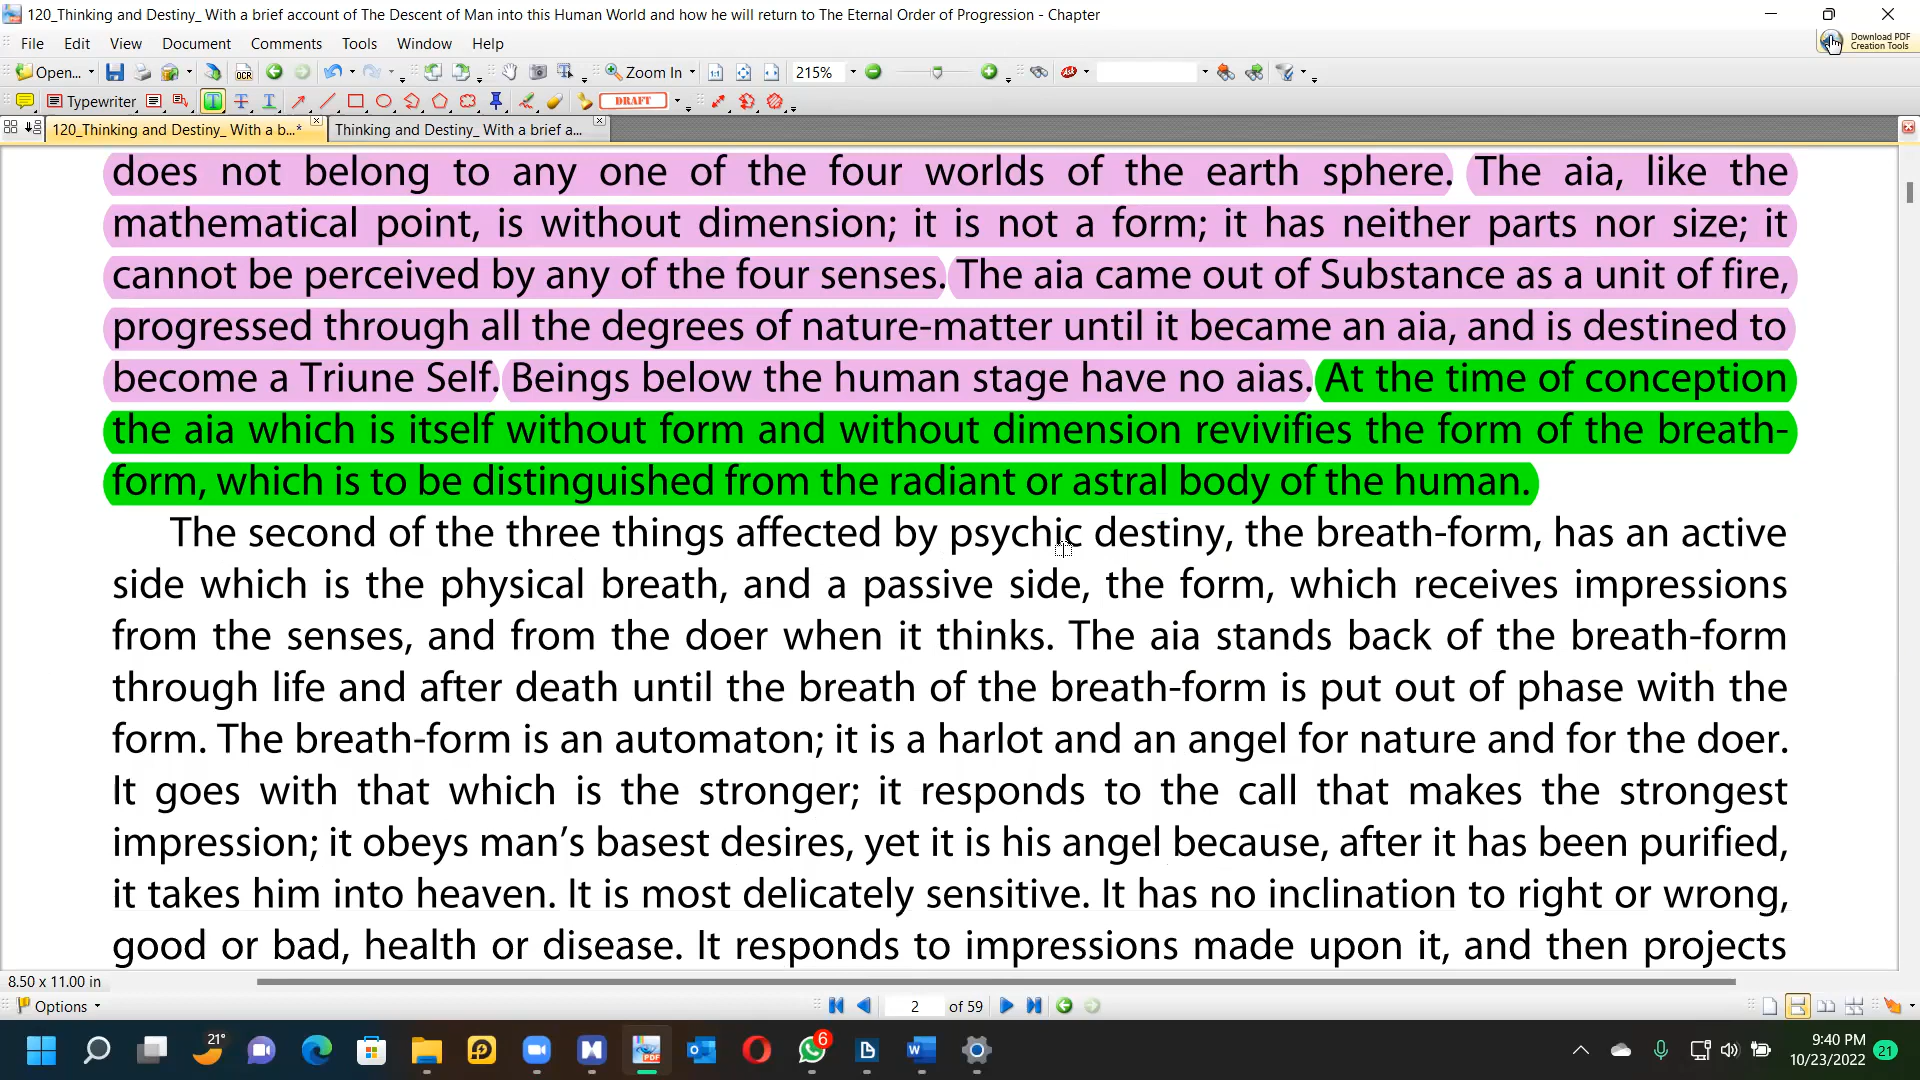 120_Thinking and Destiny_ With a brief account of The Descent of Man into this Human World and how he will return to The Eternal Order of Progression - Chapter
File Edit View Document Comments Tools Window Help
Download PDF
Creation Tools
Open... OCR Zoom In 215%
Typewriter DRAFT
120_Thinking and Destiny_ With a b...* Thinking and Destiny_ With a brief a...
does not belong to any one of the four worlds of the earth sphere. The aia, like the
mathematical point, is without dimension; it is not a form; it has neither parts nor size; it
cannot be perceived by any of the four senses. The aia came out of Substance as a unit of fire,
progressed through all the degrees of nature-matter until it became an aia, and is destined to
become a Triune Self. Beings below the human stage have no aias. At the time of conception
the aia which is itself without form and without dimension revivifies the form of the breath-
form, which is to be distinguished from the radiant or astral body of the human.
The second of the three things affected by psychic destiny, the breath-form, has an active
side which is the physical breath, and a passive side, the form, which receives impressions
from the senses, and from the doer when it thinks. The aia stands back of the breath-form
through life and after death until the breath of the breath-form is put out of phase with the
form. The breath-form is an automaton; it is a harlot and an angel for nature and for the doer.
It goes with that which is the stronger; it responds to the call that makes the strongest
impression; it obeys man’s basest desires, yet it is his angel because, after it has been purified,
it takes him into heaven. It is most delicately sensitive. It has no inclination to right or wrong,
good or bad, health or disease. It responds to impressions made upon it, and then projects
8.50 x 11.00 in
Options 2 of 59
21° 6 9:40 PM
10/23/2022 21